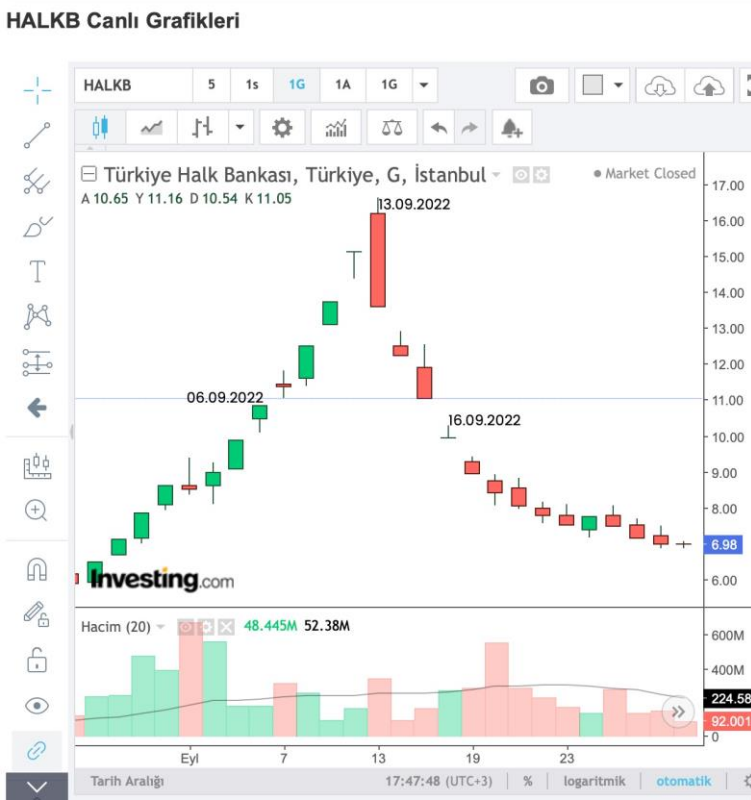 HALKB Canlı Grafikleri
HALKB 5 1s 1G 1A 1G
Türkiye Halk Bankası, Türkiye, G, İstanbul
Market Closed
A 10.65 Y 11.16 D 10.54 K 11.05
13.09.2022
06.09.2022
16.09.2022
17.00
16.00
15.00
14.00
13.00
12.00
11.00
10.00
9.00
8.00
6.98
6.00
Investing.com
Hacim (20) 48.445M 52.38M
600M
400M
224.58
92.001
0
Eyl 7 13 19 23
Tarih Aralığı 17:47:48 (UTC+3) % logaritmik otomatik